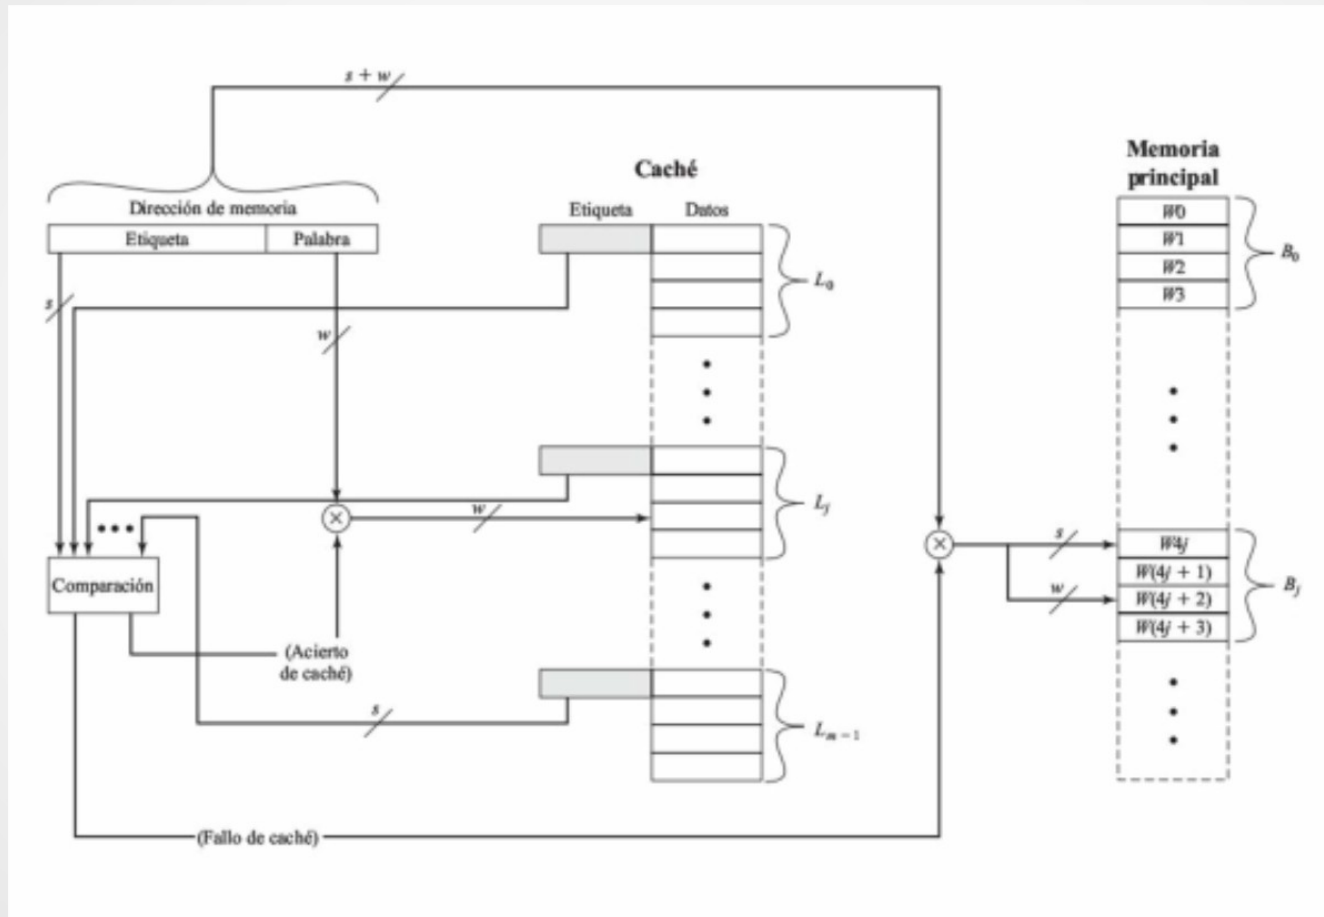 s + w
Caché
Memoria
principal
Dirección de memoria
Etiqueta
Palabra
Etiqueta
Datos
W0
W1
W2
W3
B0
L0
s
w
Lj
w
s
w
W4j
W(4j + 1)
W(4j + 2)
W(4j + 3)
Bj
Comparación
(Acierto
de caché)
s
Lm − 1
(Fallo de caché)